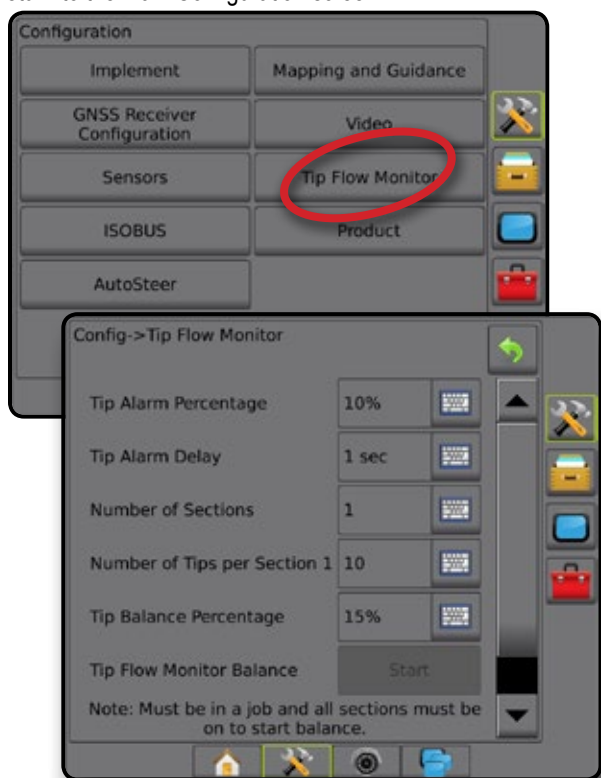 Configuration
Implement
Mapping and Guidance
GNSS Receiver
Configuration
Video
Sensors
Tip Flow Monitor
ISOBUS
Product
AutoSteer
Config->Tip Flow Monitor
Tip Alarm Percentage
10%
Tip Alarm Delay
1 sec
Number of Sections
1
Number of Tips per Section 1
10
Tip Balance Percentage
15%
Tip Flow Monitor Balance
Start
Note: Must be in a job and all sections must be
on to start balance.